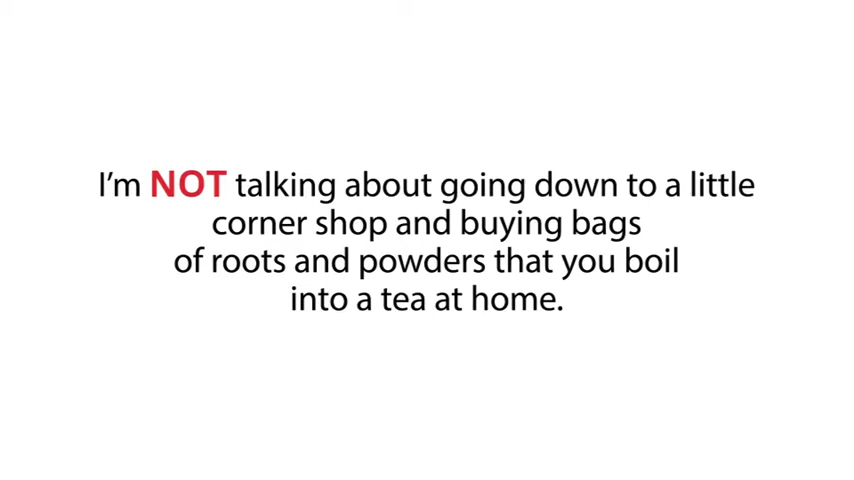 I’m NOT talking about going down to a little
corner shop and buying bags
of roots and powders that you boil
into a tea at home.